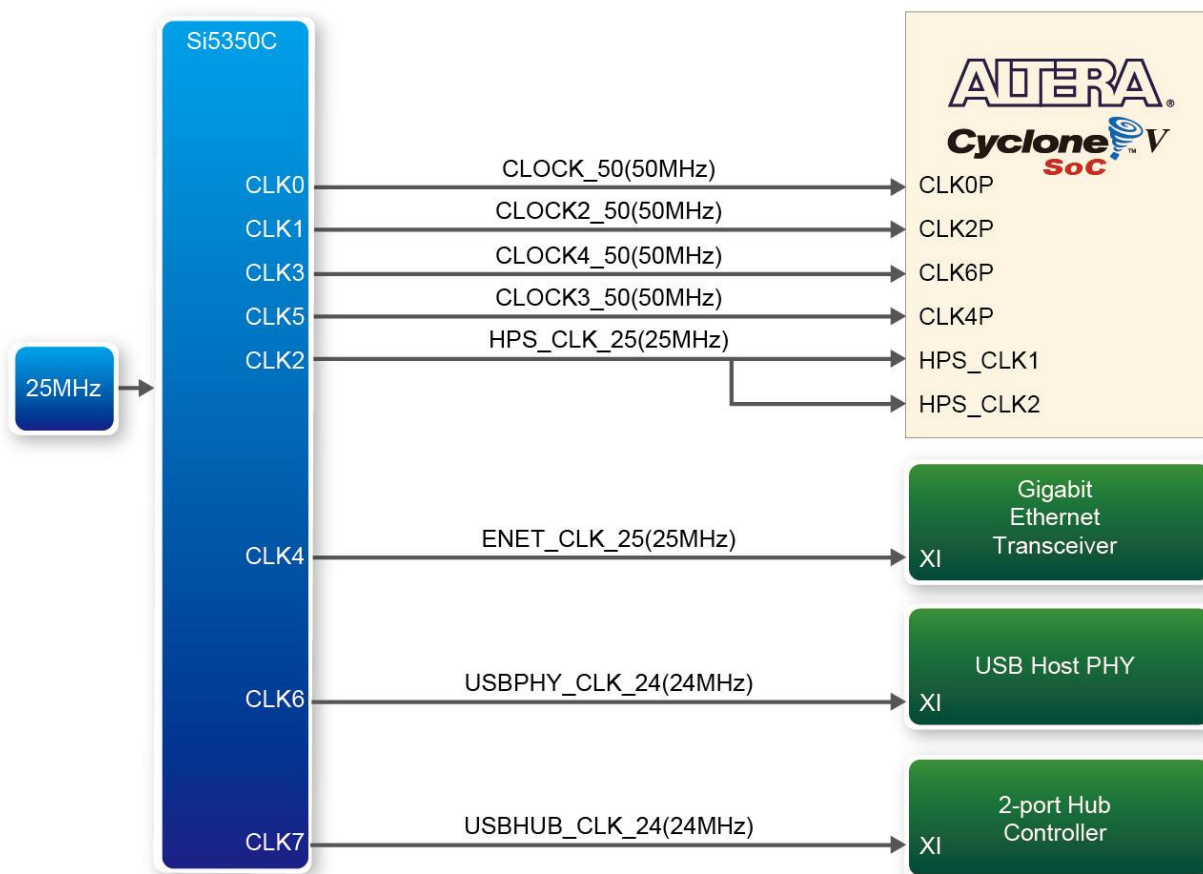 Si5350C
ALTERA®
Cyclone™ V
SoC
CLK0 CLOCK_50(50MHz) CLK0P
CLK1 CLOCK2_50(50MHz) CLK2P
CLK3 CLOCK4_50(50MHz) CLK6P
CLK5 CLOCK3_50(50MHz) CLK4P
CLK2 HPS_CLK_25(25MHz) HPS_CLK1
25MHz
HPS_CLK2
Gigabit
Ethernet
Transceiver
CLK4 ENET_CLK_25(25MHz) XI
USB Host PHY
CLK6 USBPHY_CLK_24(24MHz) XI
2-port Hub
Controller
CLK7 USBHUB_CLK_24(24MHz) XI